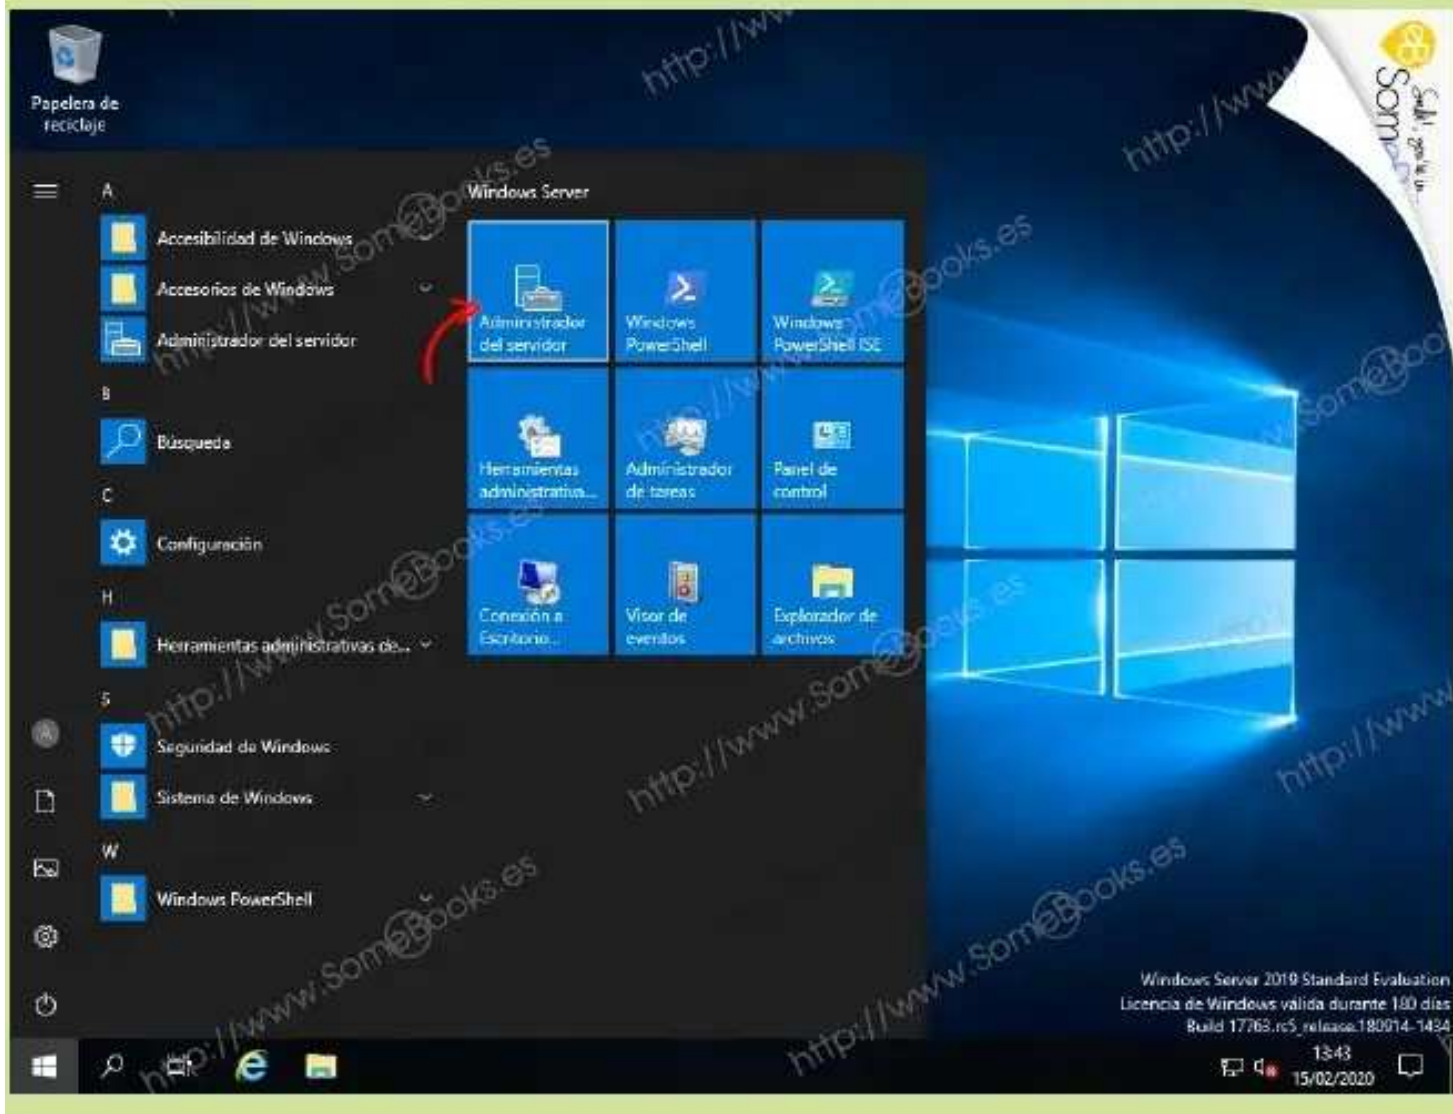 Papelera de
reciclaje
A
Accesibilidad de Windows
Accesorios de Windows
Administrador del servidor
B
Búsqueda
C
Configuración
H
Herramientas administrativas de...
S
Seguridad de Windows
Sistema de Windows
W
Windows PowerShell
Windows Server
Administrador
del servidor
Windows
PowerShell
Windows
PowerShell ISE
Herramientas
administrativa...
Administrador
de tareas
Panel de
control
Conexión a
Escritorio...
Visor de
eventos
Explorador de
archivos
Windows Server 2019 Standard Evaluation
Licencia de Windows válida durante 180 días
Build 17763.rs5_release.180914-1434
13:43
15/02/2020
http://www.SomeBooks.es